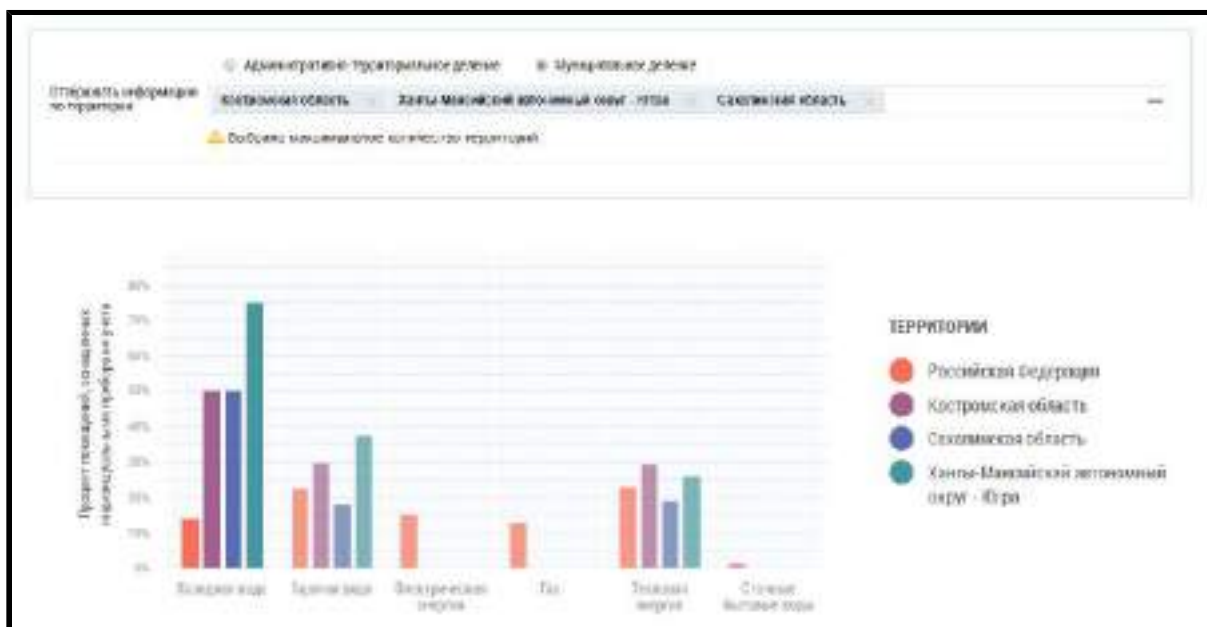 Административно-территориальное деление
Муниципальное деление
Отобразить информацию
по территории
Костромская область
Ханты-Мансийский автономный округ - Югра
Сахалинская область
Выбрано максимальное количество территорий
Процент помещений, оснащенных
индивидуальными приборами учета
80%
70%
60%
50%
40%
30%
20%
10%
0%
Холодная вода
Горячая вода
Электрическая
энергия
Газ
Тепловая
энергия
Сточные
бытовые воды
ТЕРРИТОРИИ
Российская Федерация
Костромская область
Сахалинская область
Ханты-Мансийский автономный
округ - Югра